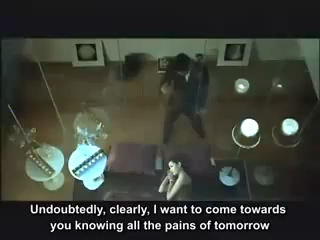 Undoubtedly, clearly, I want to come towards
you knowing all the pains of tomorrow